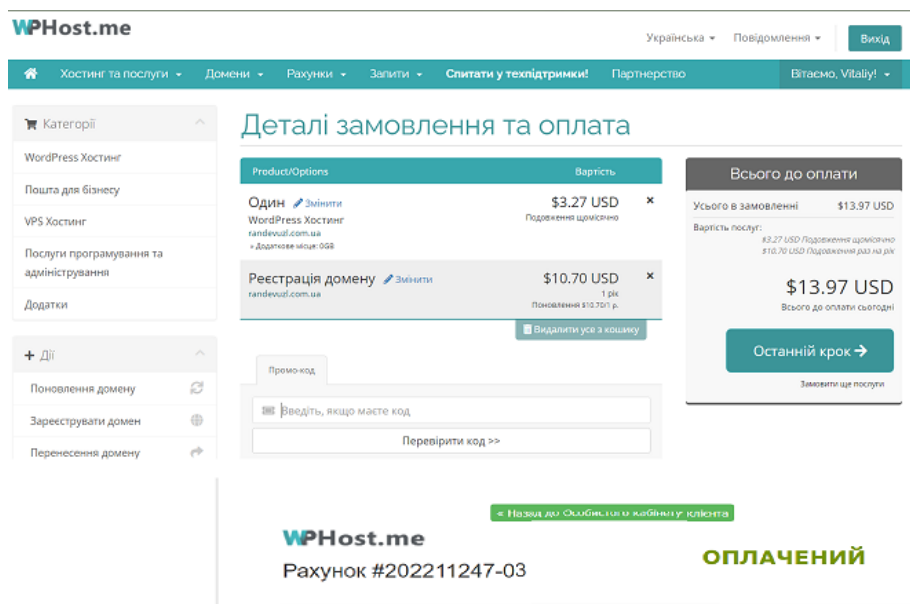 WPHost.me
Українська
Повідомлення
Вихід
Хостинг та послуги
Домени
Рахунки
Запити
Спитати у техпідтримки!
Партнерство
Вітаємо, Vitaliy!
Категорії
WordPress Хостинг
Пошта для бізнесу
VPS Хостинг
Послуги програмування та
адміністрування
Додатки
Дії
Поновлення домену
Зареєструвати домен
Перенесення домену
Деталі замовлення та оплата
Product/Options
Вартість
Один Змінити
$3.27 USD
WordPress Хостинг
Подовження щомісячно
randevuzl.com.ua
» Додаткове місце: 0GB
Реєстрація домену Змінити
$10.70 USD
randevuzl.com.ua
1 рік
Поновлення $10.70/1 р.
Видалити усе з кошику
Промо-код
Введіть, якщо маєте код
Перевірити код >>
Всього до оплати
Усього в замовленні
$13.97 USD
Вартість послуг:
$3.27 USD Подовження щомісячно
$10.70 USD Подовження раз на рік
$13.97 USD
Всього до оплати сьогодні
Останній крок
Замовити ще послуги
« Назад до Особистого кабінету клієнта
WPHost.me
ОПЛАЧЕНИЙ
Рахунок #202211247-03